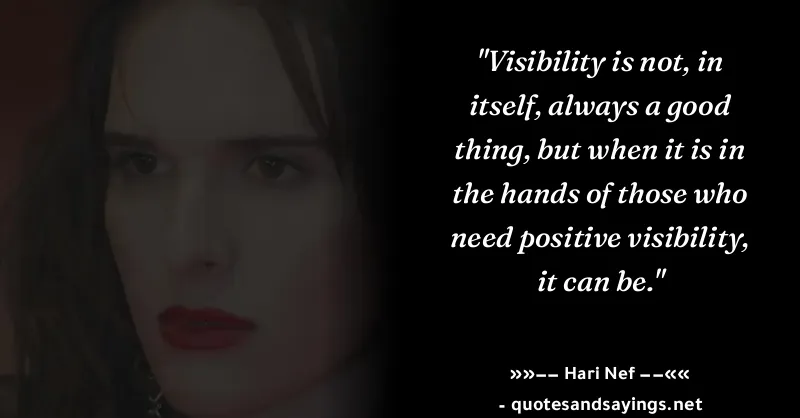 "Visibility is not, in
itself, always a good
thing, but when it is in
the hands of those who
need positive visibility,
it can be."
»»−− Hari Nef −−««
- quotesandsayings.net